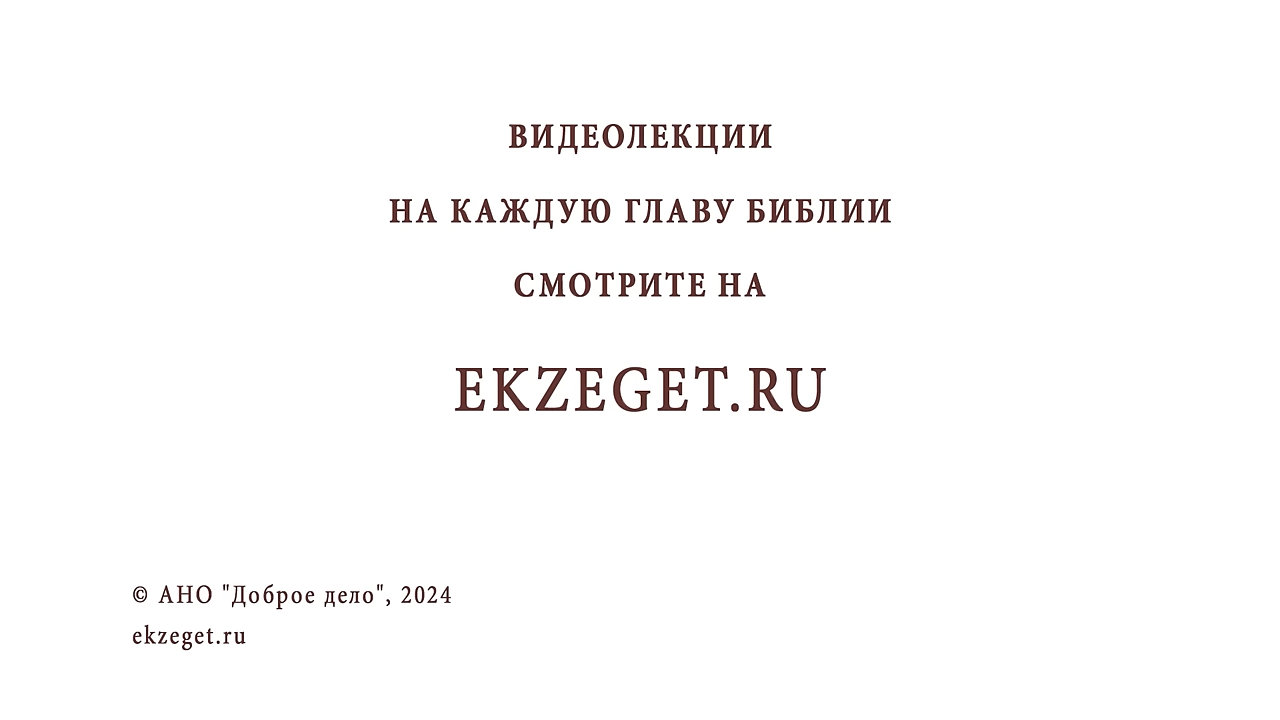 ВИДЕОЛЕКЦИИ
НА КАЖДУЮ ГЛАВУ БИБЛИИ
СМОТРИТЕ НА
EKZEGET.RU
© АНО "Доброе дело", 2024
ekzeget.ru